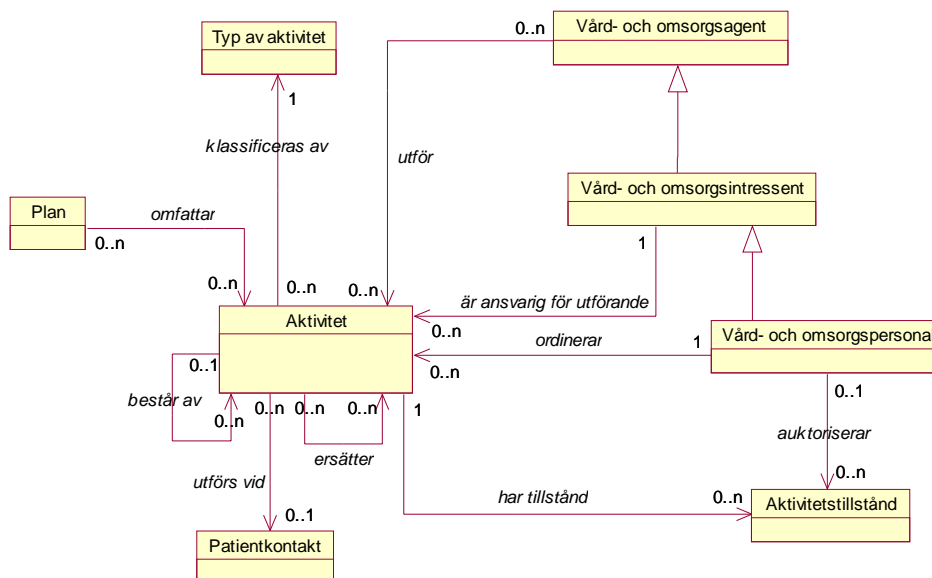 Typ av aktivitet
1
klassificeras av
0..n
Vård- och omsorgsagent
0..n
utför
0..n
Vård- och omsorgsintressent
1
är ansvarig för utförande
0..n
Plan
0..n
omfattar
0..n
Aktivitet
Vård- och omsorgspersonal
1
ordinerar
0..n
0..1
består av
0..n
0..n
0..n
ersätter
0..n
utförs vid
0..1
Patientkontakt
1
har tillstånd
0..n
0..1
auktoriserar
0..n
Aktivitetstillstånd